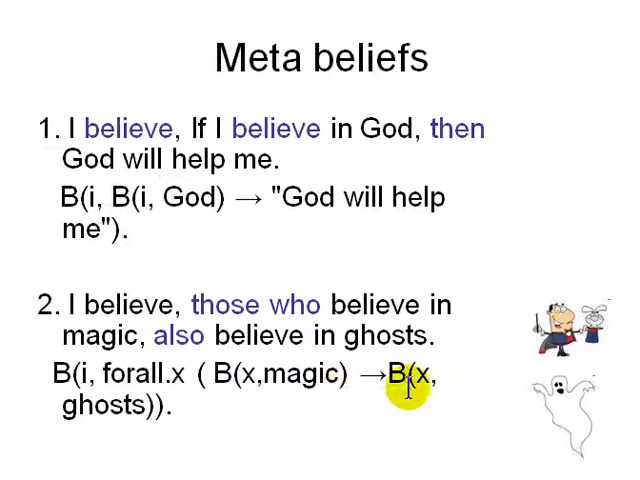 Meta beliefs
1. I believe, If I believe in God, then
God will help me.
B(i, B(i, God) → "God will help
me").
2. I believe, those who believe in
magic, also believe in ghosts.
B(i, forall.x ( B(x,magic) →B(x,
ghosts)).